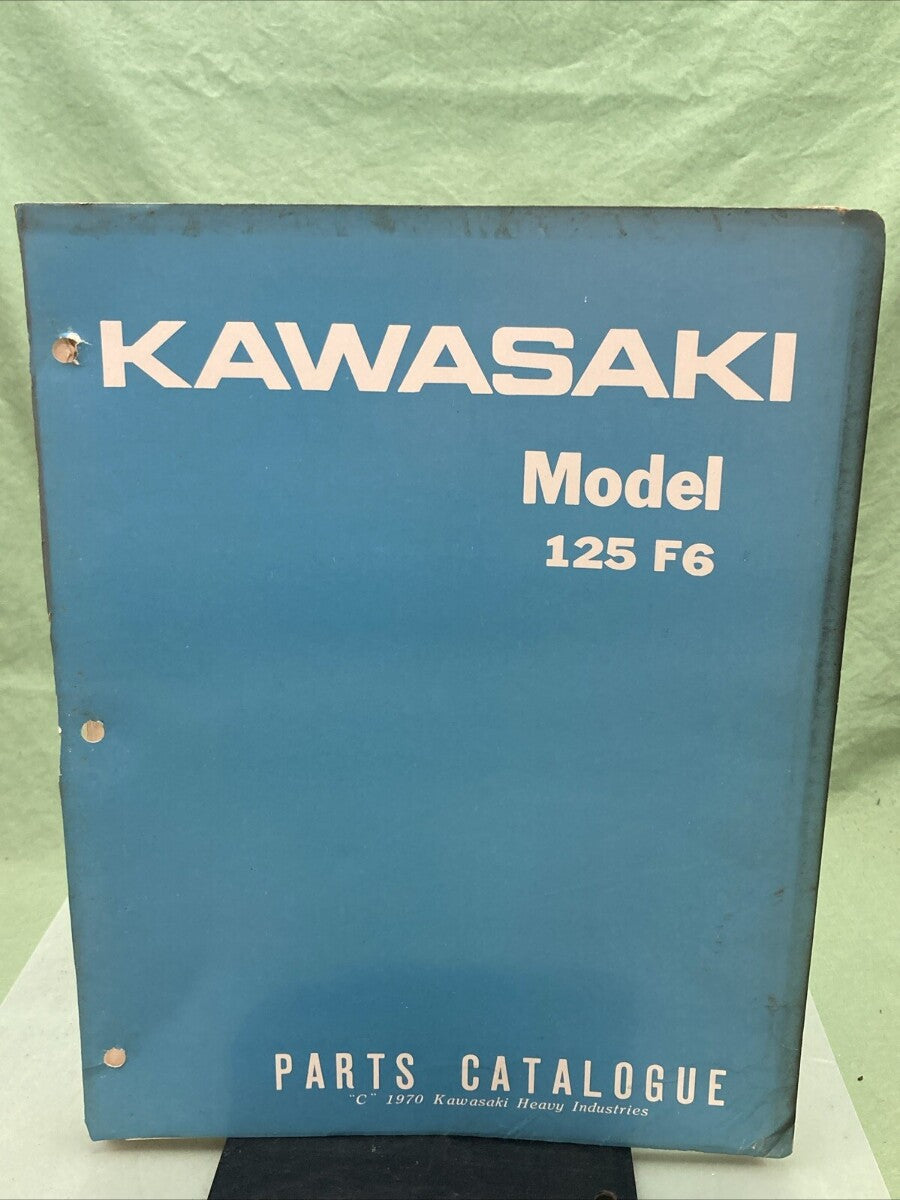 KAWASAKI
Model
125 F6
PARTS CATALOGUE
"C" 1970 Kawasaki Heavy Industries